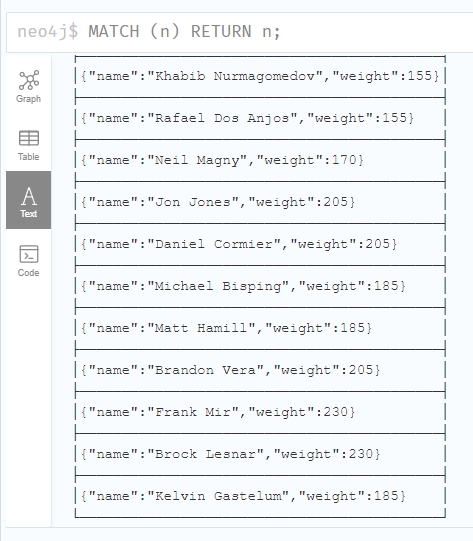 neo4j$ MATCH (n) RETURN n;
Graph
Table
A
Text
Code
{"name":"Khabib Nurmagomedov","weight":155}
{"name":"Rafael Dos Anjos","weight":155}
{"name":"Neil Magny","weight":170}
{"name":"Jon Jones","weight":205}
{"name":"Daniel Cormier","weight":205}
{"name":"Michael Bisping","weight":185}
{"name":"Matt Hamill","weight":185}
{"name":"Brandon Vera","weight":205}
{"name":"Frank Mir","weight":230}
{"name":"Brock Lesnar","weight":230}
{"name":"Kelvin Gastelum","weight":185}